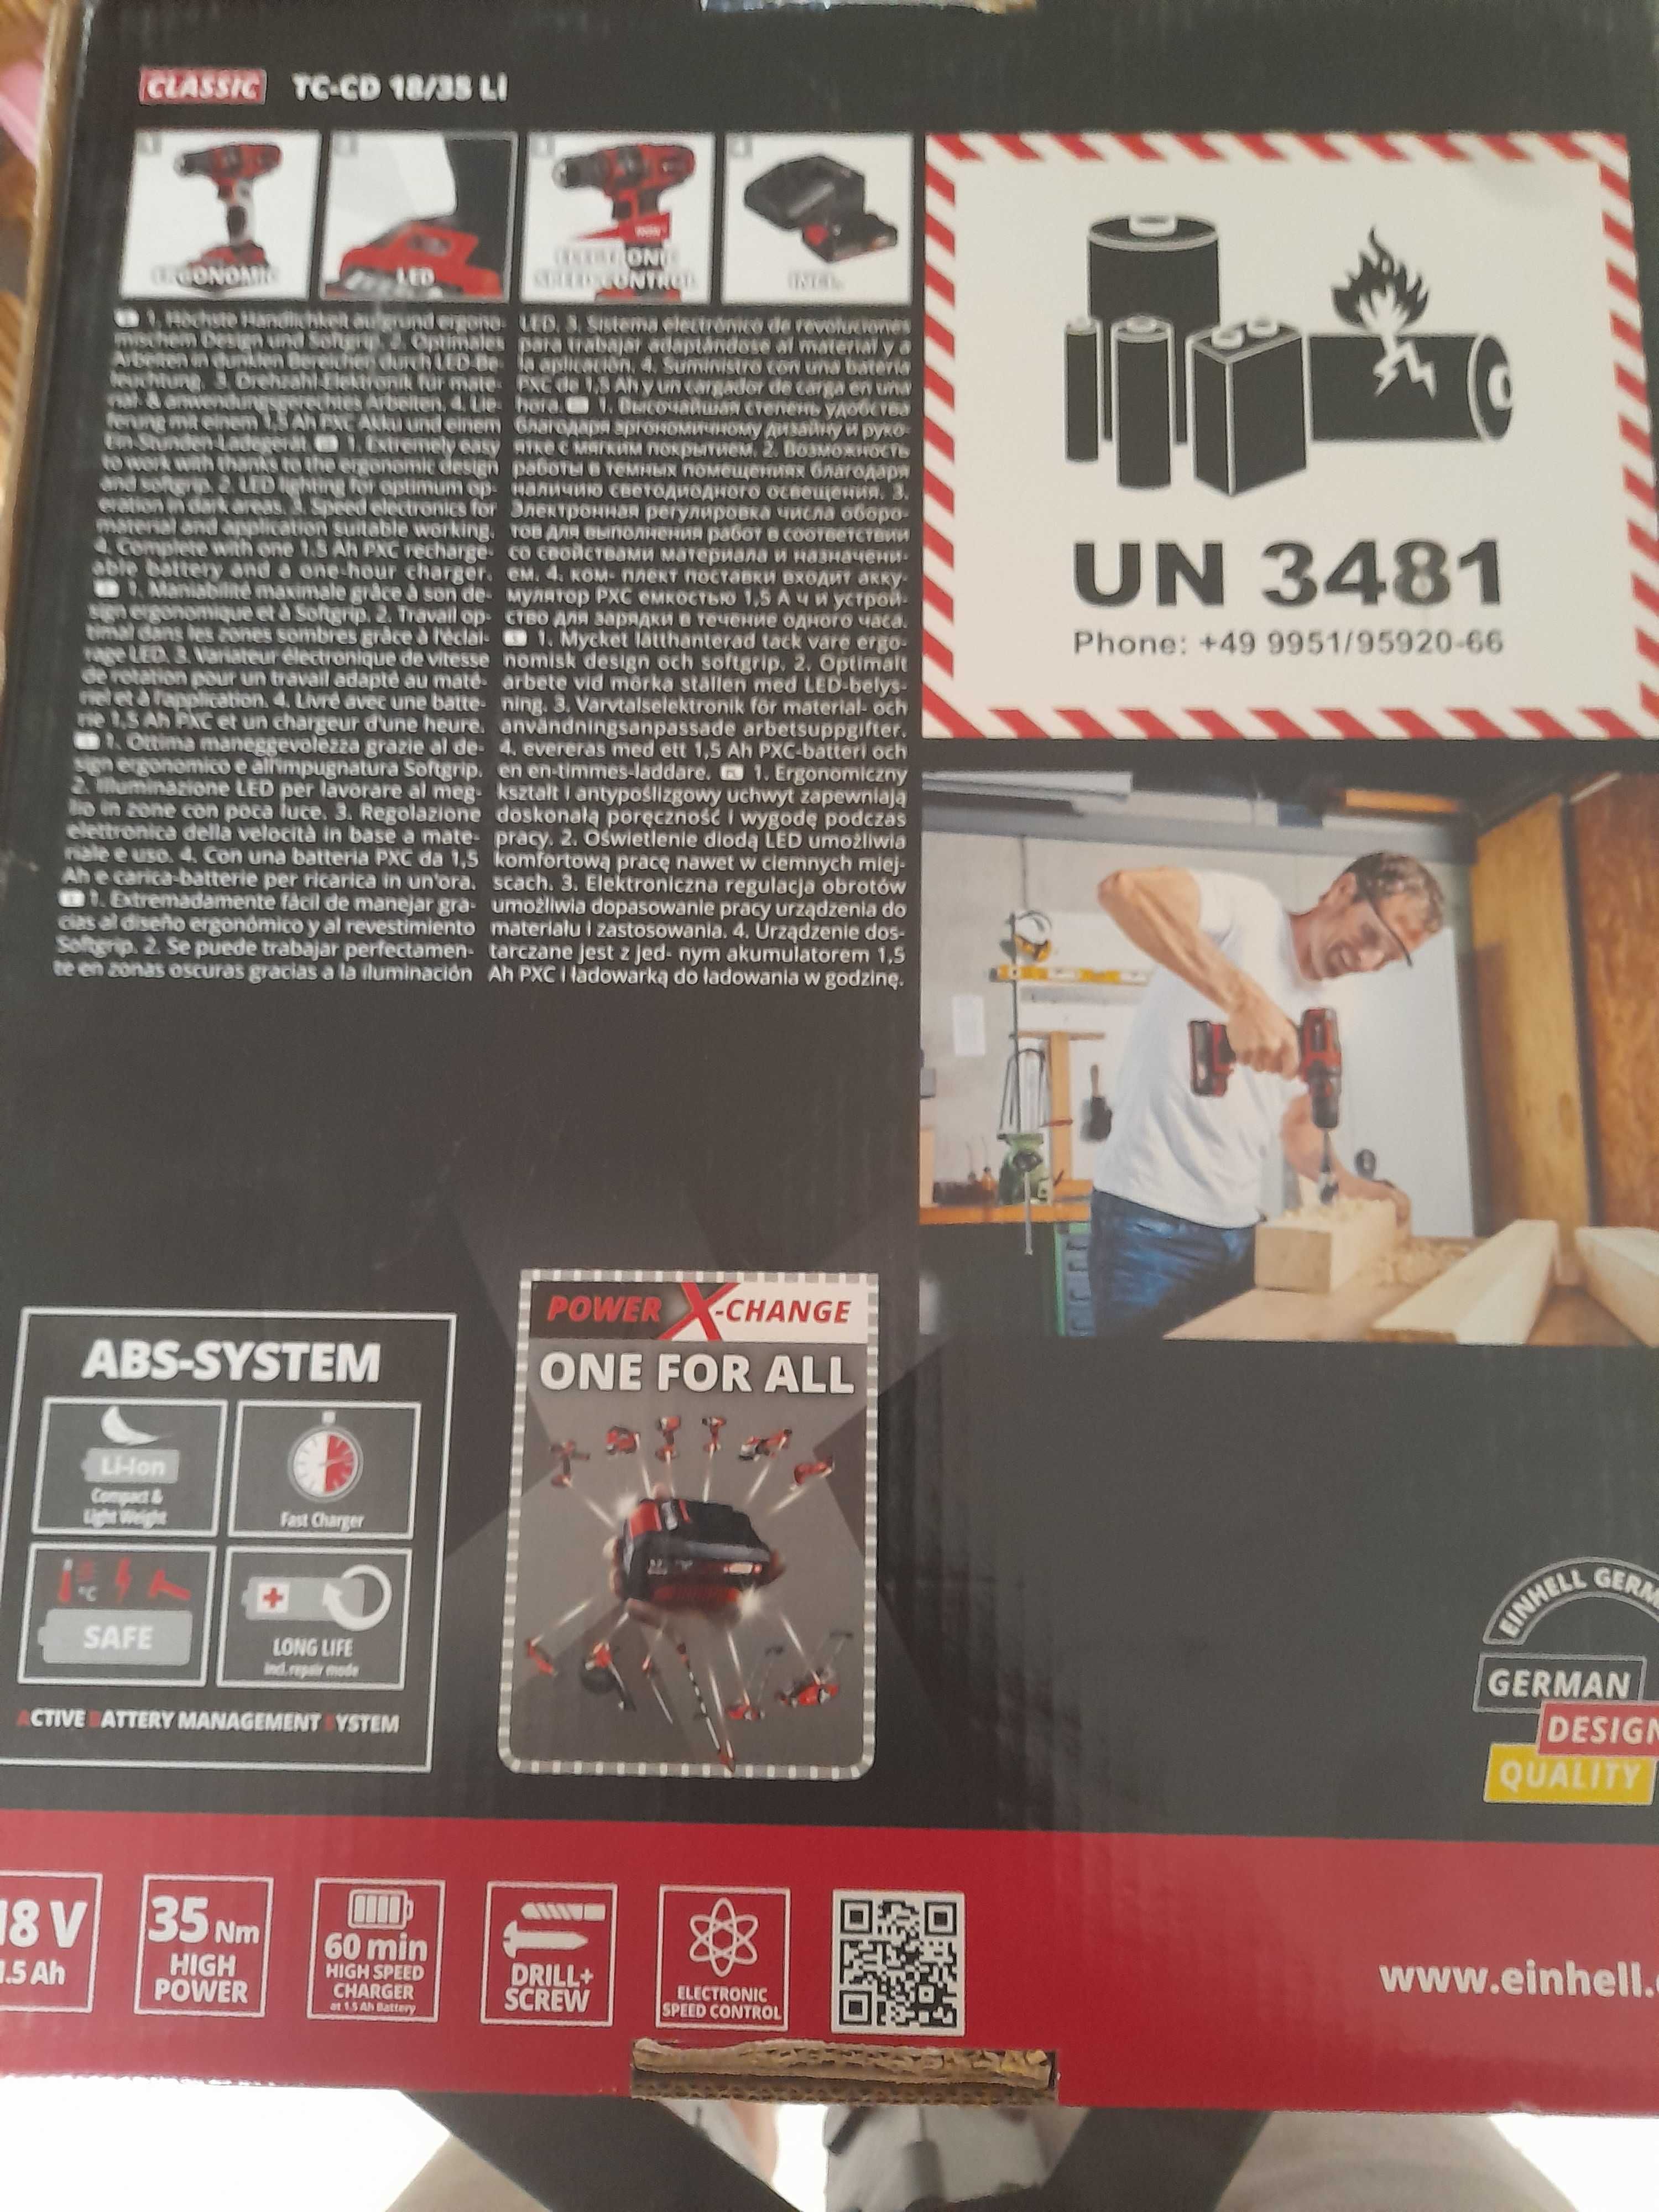 CLASSIC TC-CD 18/35 Li
ERGONOMIC
LED
ELECTRONIC
SPEED CONTROL
INCL.
1. Höchste Handlichkeit aufgrund ergono-
mischem Design und Softgrip. 2. Optimales
Arbeiten in dunklen Bereichen durch LED-Be-
leuchtung. 3. Drehzahl-Elektronik für mate-
rial- & anwendungsgerechtes Arbeiten. 4. Lie-
ferung mit einem 1,5 Ah PXC Akku und einem
Ein-Stunden-Ladegerät. 1. Extremely easy
to work with thanks to the ergonomic design
and softgrip. 2. LED lighting for optimum op-
eration in dark areas. 3. Speed electronics for
material and application suitable working.
4. Complete with one 1.5 Ah PXC recharge-
able battery and a one-hour charger.
1. Maniabilité maximale grâce à son de-
sign ergonomique et à Softgrip. 2. Travail op-
timal dans les zones sombres grâce à l'éclai-
rage LED. 3. Variateur électronique de vitesse
de rotation pour un travail adapté au maté-
riel et à l'application. 4. Livré avec une batte-
rie 1,5 Ah PXC et un chargeur d'une heure.
1. Ottima maneggevolezza grazie al de-
sign ergonomico e all'impugnatura Softgrip.
2. Illuminazione LED per lavorare al meg-
lio in zone con poca luce. 3. Regolazione
elettronica della velocità in base a mate-
riale e uso. 4. Con una batteria PXC da 1,5
Ah e carica-batterie per ricarica in un'ora.
1. Extremadamente fácil de manejar gra-
cias al diseño ergonómico y al revestimiento
Softgrip. 2. Se puede trabajar perfectamen-
te en zonas oscuras gracias a la iluminación
LED. 3. Sistema electrónico de revoluciones
para trabajar adaptándose al material y a
la aplicación. 4. Suministro con una batería
PXC de 1,5 Ah y un cargador de carga en una
hora. 1. Высочайшая степень удобства
благодаря эргономичному дизайну и руко-
ятке с мягким покрытием. 2. Возможность
работы в темных помещениях благодаря
наличию светодиодного освещения. 3.
Электронная регулировка числа оборо-
тов для выполнения работ в соответствии
со свойствами материала и назначени-
ем. 4. ком- плект поставки входит акку-
мулятор PXC емкостью 1,5 А ч и устрой-
ство для зарядки в течение одного часа.
1. Mycket lätthanterad tack vare ergo-
nomisk design och softgrip. 2. Optimalt
arbete vid mörka ställen med LED-belys-
ning. 3. Varvtalselektronik för material- och
användningsanpassade arbetsuppgifter.
4. evereras med ett 1,5 Ah PXC-batteri och
en en-timmes-laddare. PL 1. Ergonomiczny
kształt i antypoślizgowy uchwyt zapewniają
doskonałą poręczność i wygodę podczas
pracy. 2. Oświetlenie diodą LED umożliwia
komfortową pracę nawet w ciemnych miej-
scach. 3. Elektroniczna regulacja obrotów
umożliwia dopasowanie pracy urządzenia do
materiału i zastosowania. 4. Urządzenie dos-
tarczane jest z jed- nym akumulatorem 1,5
Ah PXC i ładowarką do ładowania w godzinę.
UN 3481
Phone: +49 9951/95920-66
ABS-SYSTEM
Li-Ion
Compact &
Light Weight
Fast Charger
°C
SAFE
LONG LIFE
incl. repair mode
ACTIVE BATTERY MANAGEMENT SYSTEM
POWER X-CHANGE
ONE FOR ALL
EINHELL GERM
GERMAN
DESIGN
QUALITY
18 V
1.5 Ah
35 Nm
HIGH
POWER
60 min
HIGH SPEED
CHARGER
at 1.5 Ah Battery
DRILL+
SCREW
ELECTRONIC
SPEED CONTROL
www.einhell.